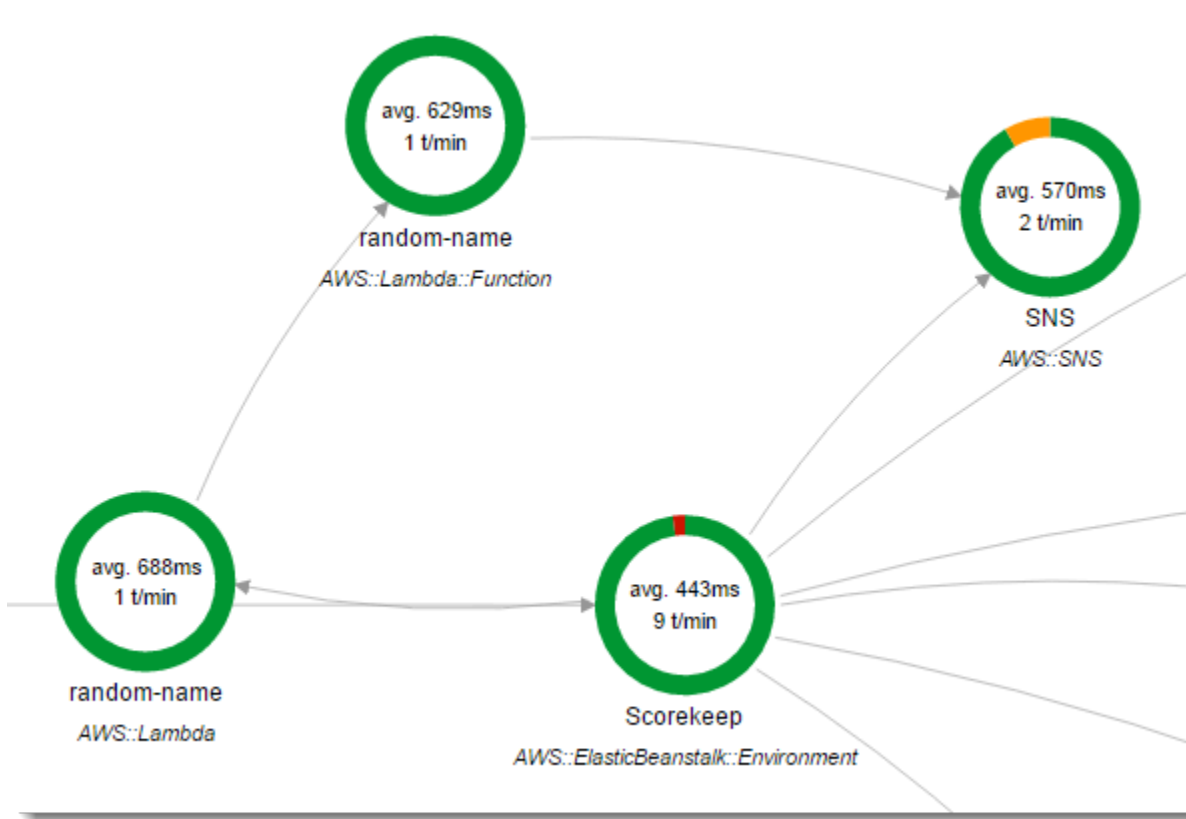 avg. 629ms
1 t/min
random-name
AWS::Lambda::Function
avg. 570ms
2 t/min
SNS
AWS::SNS
avg. 688ms
1 t/min
random-name
AWS::Lambda
avg. 443ms
9 t/min
Scorekeep
AWS::ElasticBeanstalk::Environment